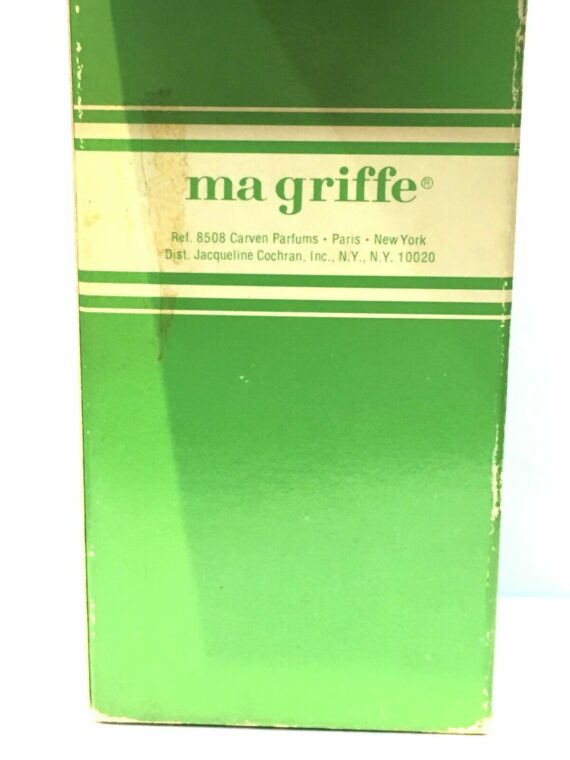 ma griffe®
Ref. 8508 Carven Parfums • Paris • New York
Dist. Jacqueline Cochran, Inc., N.Y., N.Y. 10020